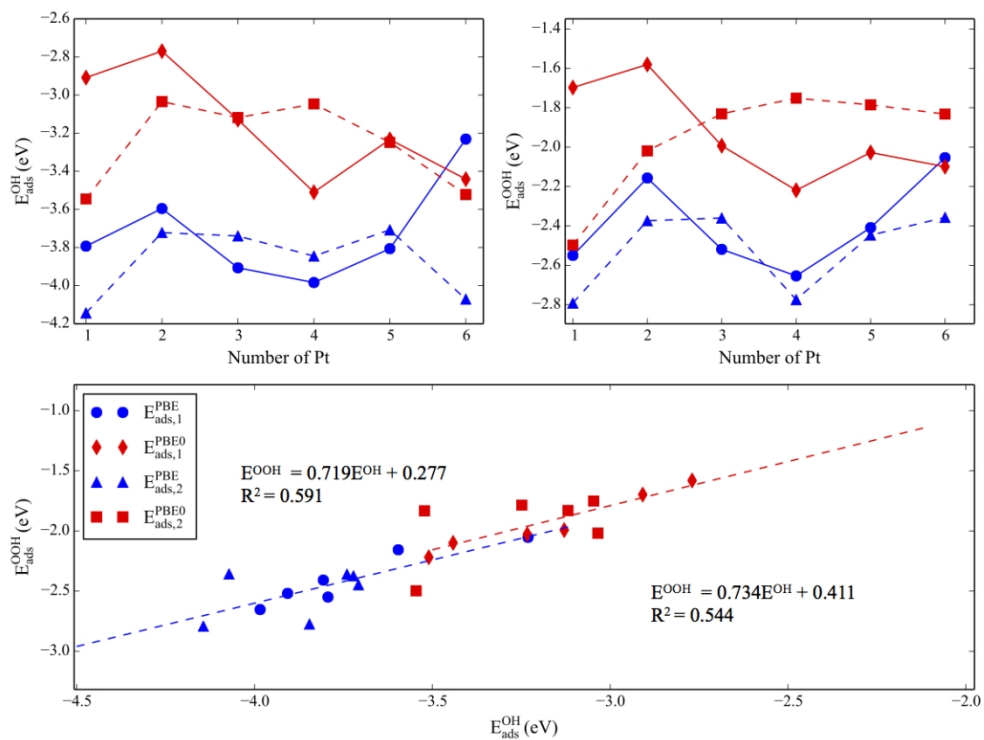 −2.6
−2.8
−3.0
−3.2
−3.4
−3.6
−3.8
−4.0
−4.2
E^OH_ads (eV)
1 2 3 4 5 6
Number of Pt
−1.4
−1.6
−1.8
−2.0
−2.2
−2.4
−2.6
−2.8
E^OOH_ads (eV)
1 2 3 4 5 6
Number of Pt
−1.0
−1.5
−2.0
−2.5
−3.0
E^OOH_ads (eV)
E^PBE_ads,1
E^PBE0_ads,1
E^PBE_ads,2
E^PBE0_ads,2
E^OOH = 0.719E^OH + 0.277
R² = 0.591
E^OOH = 0.734E^OH + 0.411
R² = 0.544
−4.5 −4.0 −3.5 −3.0 −2.5 −2.0
E^OH_ads (eV)